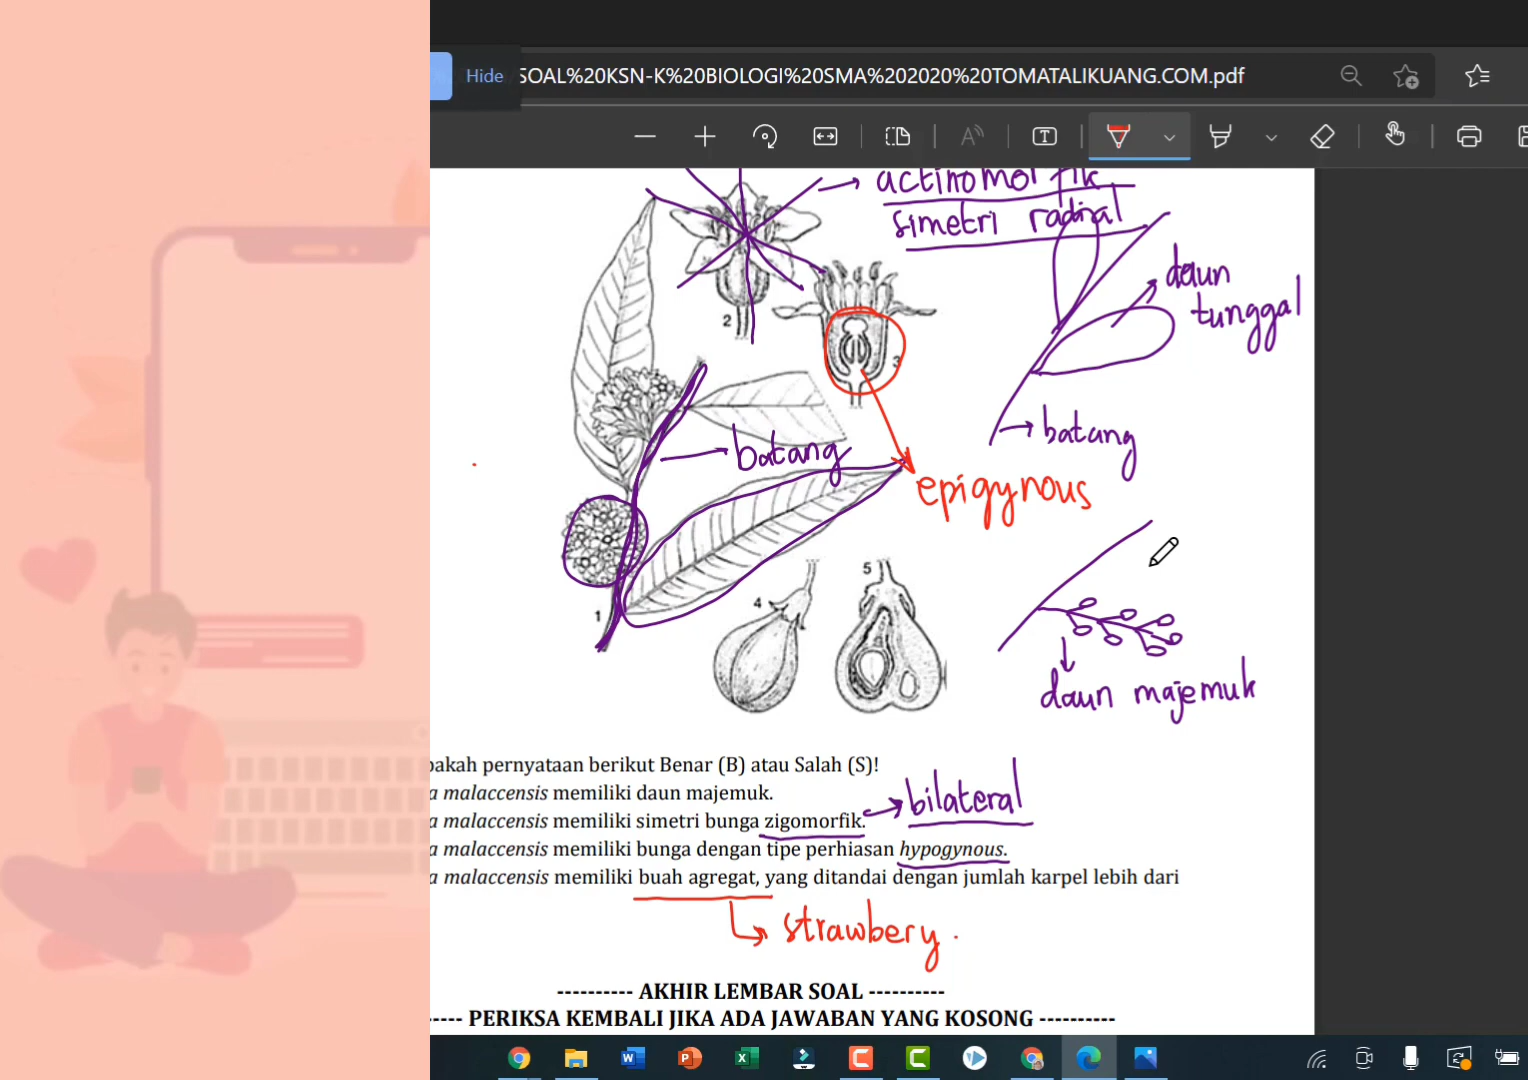 Hide
SOAL%20KSN-K%20BIOLOGI%20SMA%202020%20TOMATALIKUANG.COM.pdf
actinomorfik
simetri radial
2
3
daun
tunggal
batang
batang
epigynous
1
4
5
daun majemuk
pakah pernyataan berikut Benar (B) atau Salah (S)!
a malaccensis memiliki daun majemuk.
bilateral
a malaccensis memiliki simetri bunga zigomorfik.
a malaccensis memiliki bunga dengan tipe perhiasan hypogynous.
a malaccensis memiliki buah agregat, yang ditandai dengan jumlah karpel lebih dari
strawbery.
---------- AKHIR LEMBAR SOAL ----------
----- PERIKSA KEMBALI JIKA ADA JAWABAN YANG KOSONG ----------